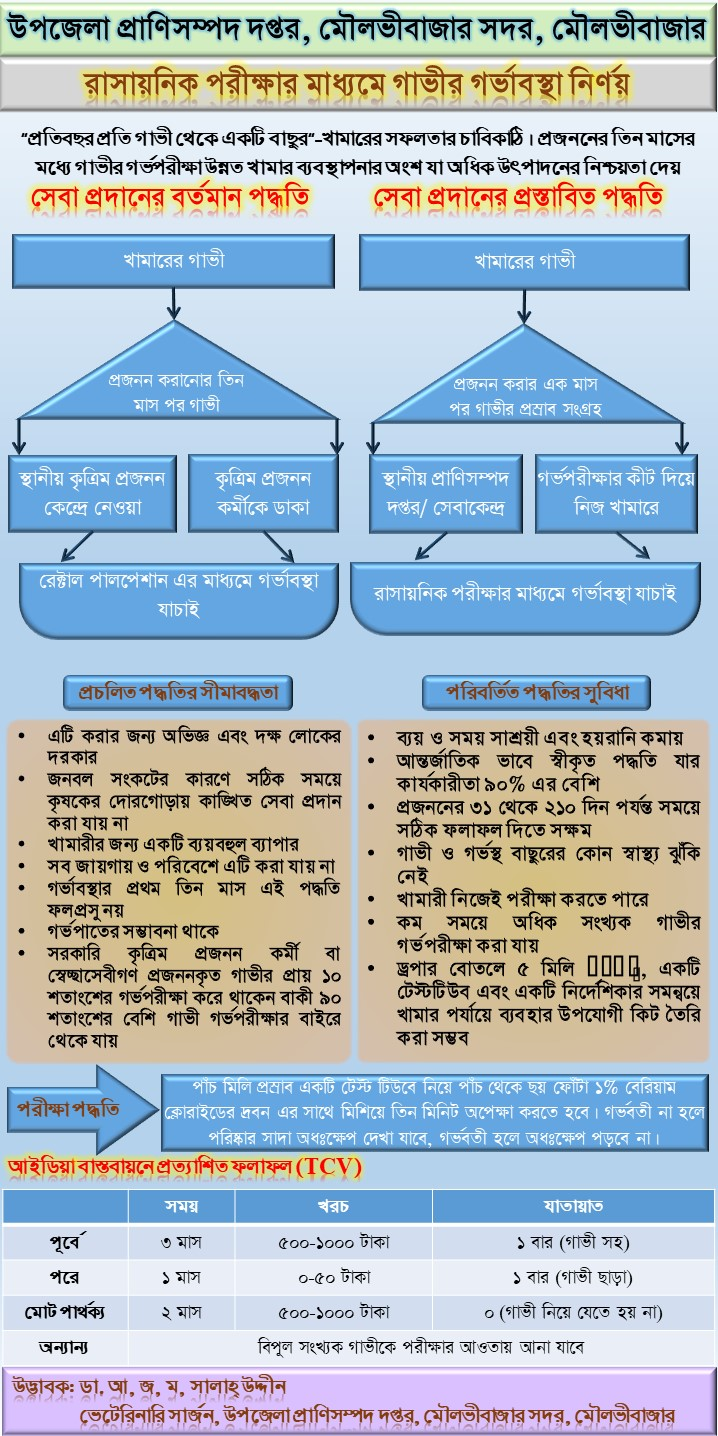 উপজেলা প্রাণিসম্পদ দপ্তর, মৌলভীবাজার সদর, মৌলভীবাজার
রাসায়নিক পরীক্ষার মাধ্যমে গাভীর গর্ভাবস্থা নির্ণয়
"প্রতিবছর প্রতি গাভী থেকে একটি বাছুর"-খামারের সফলতার চাবিকাঠি । প্রজননের তিন মাসের
মধ্যে গাভীর গর্ভপরীক্ষা উন্নত খামার ব্যবস্থাপনার অংশ যা অধিক উৎপাদনের নিশ্চয়তা দেয়
সেবা প্রদানের বর্তমান পদ্ধতি
খামারের গাভী
প্রজনন করানোর তিন
মাস পর গাভী
স্থানীয় কৃত্রিম প্রজনন
কেন্দ্রে নেওয়া
কৃত্রিম প্রজনন
কর্মীকে ডাকা
রেক্টাল পালপেশান এর মাধ্যমে গর্ভাবস্থা
যাচাই
সেবা প্রদানের প্রস্তাবিত পদ্ধতি
খামারের গাভী
প্রজনন করার এক মাস
পর গাভীর প্রস্রাব সংগ্রহ
স্থানীয় প্রাণিসম্পদ
দপ্তর/ সেবাকেন্দ্র
গর্ভপরীক্ষার কীট দিয়ে
নিজ খামারে
রাসায়নিক পরীক্ষার মাধ্যমে গর্ভাবস্থা যাচাই
প্রচলিত পদ্ধতির সীমাবদ্ধতা
• এটি করার জন্য অভিজ্ঞ এবং দক্ষ লোকের
দরকার
• জনবল সংকটের কারণে সঠিক সময়ে
কৃষকের দোরগোড়ায় কাঙ্খিত সেবা প্রদান
করা যায় না
• খামারীর জন্য একটি ব্যয়বহুল ব্যাপার
• সব জায়গায় ও পরিবেশে এটি করা যায় না
• গর্ভাবস্থার প্রথম তিন মাস এই পদ্ধতি
ফলপ্রসু নয়
• গর্ভপাতের সম্ভাবনা থাকে
• সরকারি কৃত্রিম প্রজনন কর্মী বা
স্বেচ্ছাসেবীগণ প্রজননকৃত গাভীর প্রায় ১০
শতাংশের গর্ভপরীক্ষা করে থাকেন বাকী ৯০
শতাংশের বেশি গাভী গর্ভপরীক্ষার বাইরে
থেকে যায়
পরিবর্তিত পদ্ধতির সুবিধা
• ব্যয় ও সময় সাশ্রয়ী এবং হয়রানি কমায়
• আন্তর্জাতিক ভাবে স্বীকৃত পদ্ধতি যার
কার্যকারীতা ৯০% এর বেশি
• প্রজননের ৩১ থেকে ২১০ দিন পর্যন্ত সময়ে
সঠিক ফলাফল দিতে সক্ষম
• গাভী ও গর্ভস্থ বাছুরের কোন স্বাস্থ্য ঝুঁকি
নেই
• খামারী নিজেই পরীক্ষা করতে পারে
• কম সময়ে অধিক সংখ্যক গাভীর
গর্ভপরীক্ষা করা যায়
• ড্রপার বোতলে ৫ মিলি , একটি
টেস্টটিউব এবং একটি নির্দেশিকার সমন্বয়ে
খামার পর্যায়ে ব্যবহার উপযোগী কিট তৈরি
করা সম্ভব
পরীক্ষা পদ্ধতি
পাঁচ মিলি প্রস্রাব একটি টেস্ট টিউবে নিয়ে পাঁচ থেকে ছয় ফোঁটা ১% বেরিয়াম
ক্লোরাইডের দ্রবন এর সাথে মিশিয়ে তিন মিনিট অপেক্ষা করতে হবে। গর্ভবতী না হলে
পরিষ্কার সাদা অধঃক্ষেপ দেখা যাবে, গর্ভবতী হলে অধঃক্ষেপ পড়বে না।
আইডিয়া বাস্তবায়নে প্রত্যাশিত ফলাফল (TCV)
সময় খরচ যাতায়াত
পূর্বে ৩ মাস ৫০০-১০০০ টাকা ১ বার (গাভী সহ)
পরে ১ মাস ০-৫০ টাকা ১ বার (গাভী ছাড়া)
মোট পার্থক্য ২ মাস ৫০০-১০০০ টাকা ০ (গাভী নিয়ে যেতে হয় না)
অন্যান্য বিপুল সংখ্যক গাভীকে পরীক্ষার আওতায় আনা যাবে
উদ্ভাবক: ডা. আ, জ, ম, সালাহ্ উদ্দীন
ভেটেরিনারি সার্জন, উপজেলা প্রাণিসম্পদ দপ্তর, মৌলভীবাজার সদর, মৌলভীবাজার